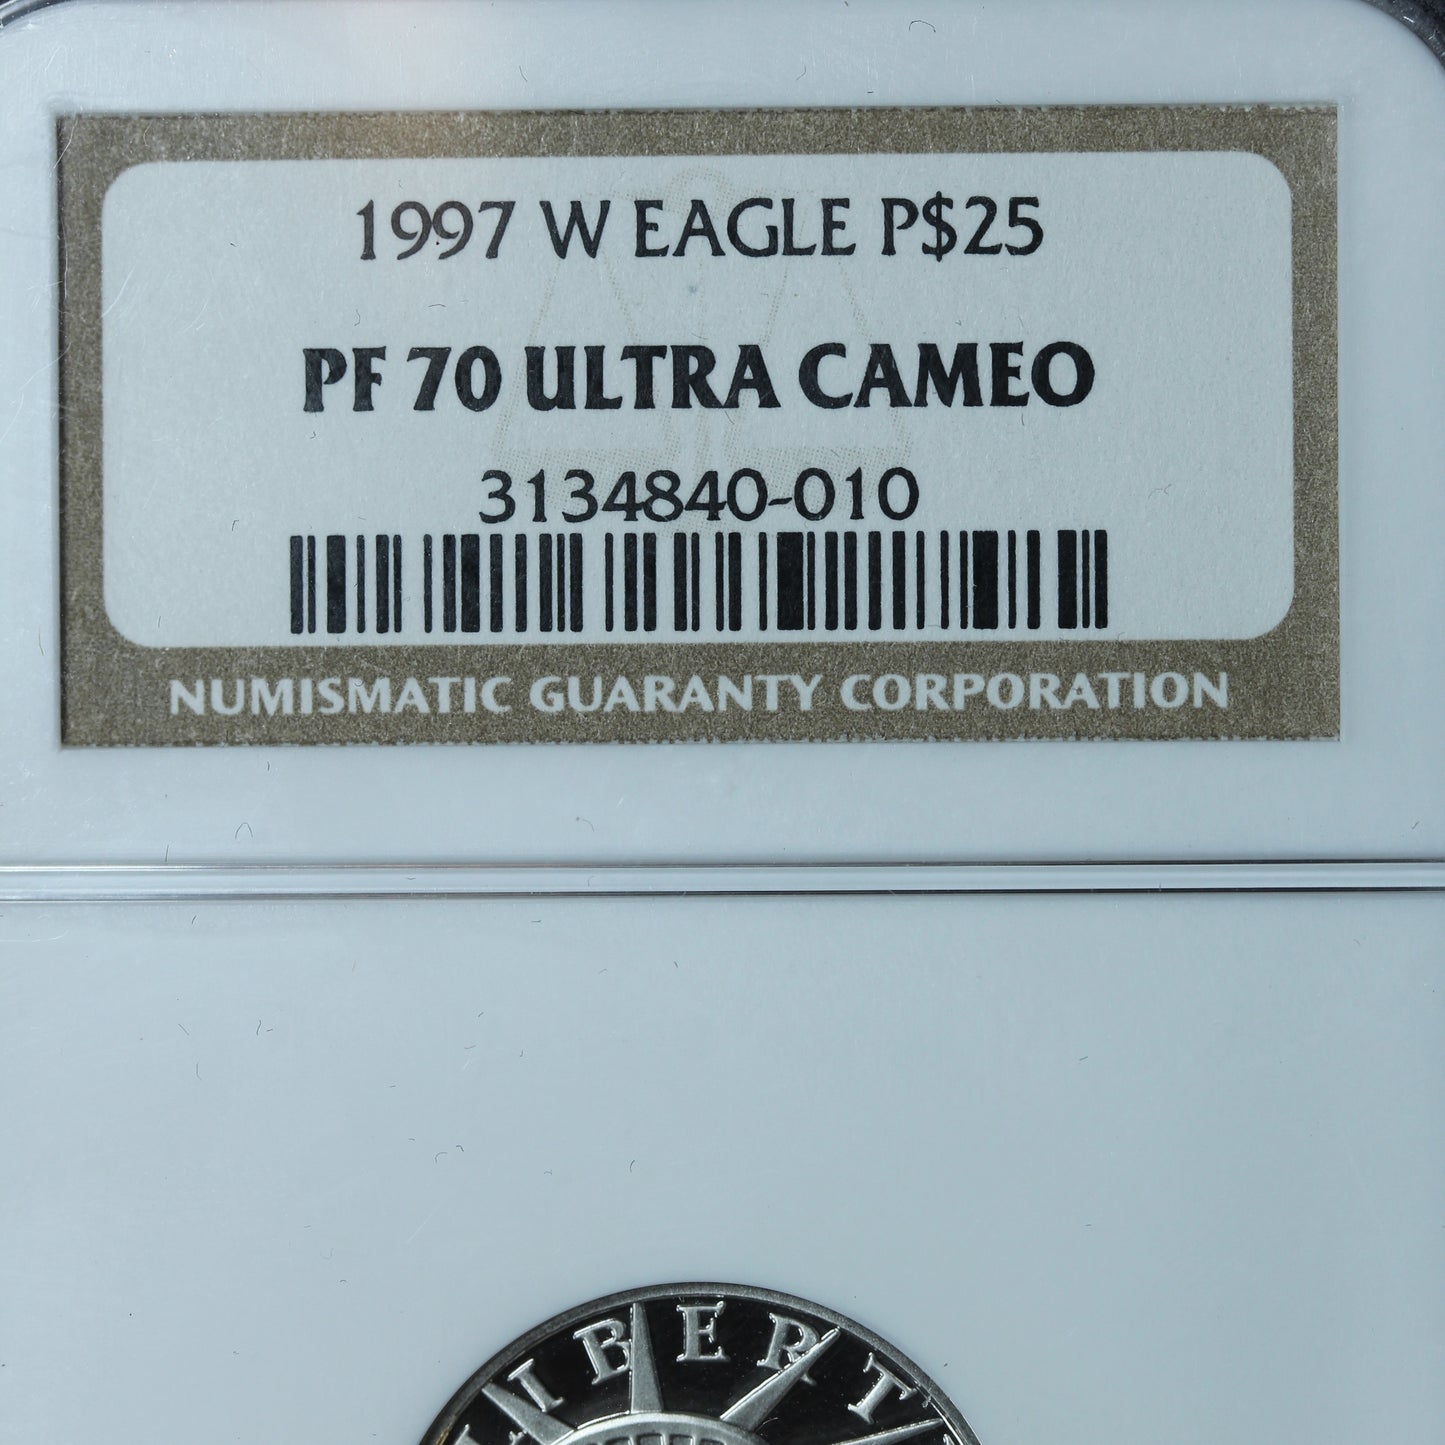 1997 W EAGLE P$25
PF 70 ULTRA CAMEO
3134840-010
NUMISMATIC GUARANTY CORPORATION
LIBERT